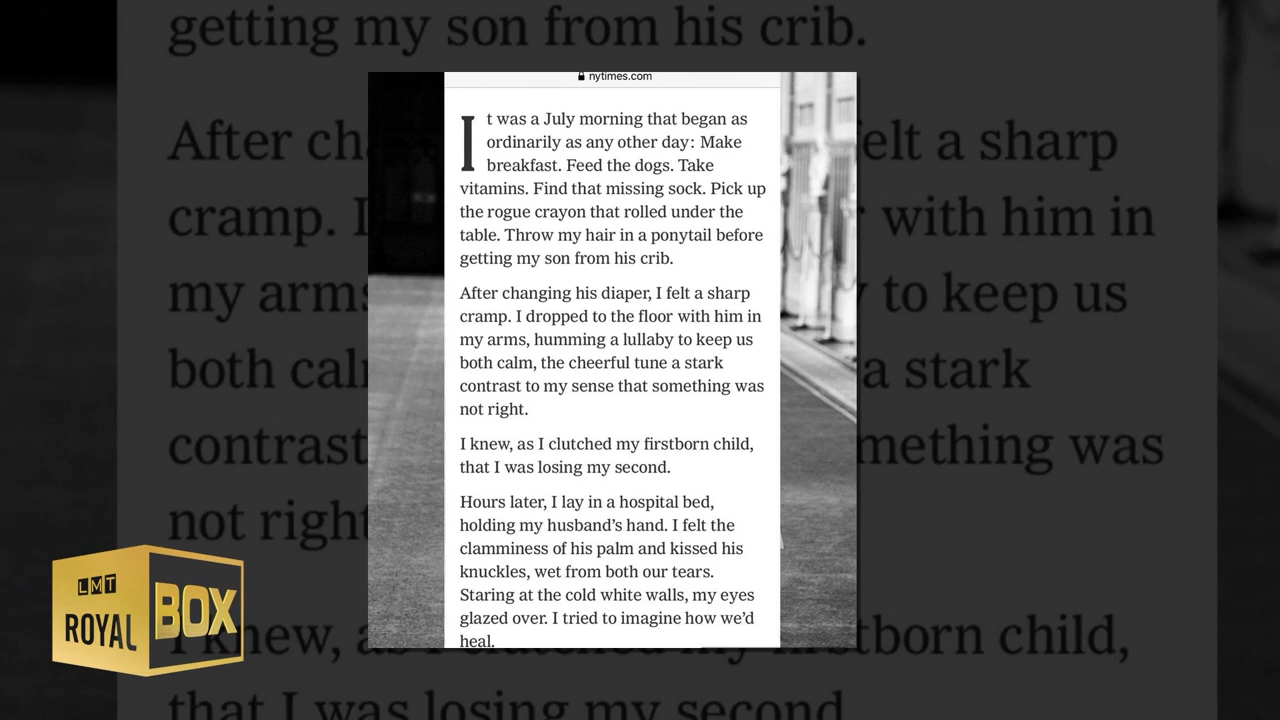 getting my son from his crib.
nytimes.com
It was a July morning that began as
ordinarily as any other day: Make
breakfast. Feed the dogs. Take
vitamins. Find that missing sock. Pick up
the rogue crayon that rolled under the
table. Throw my hair in a ponytail before
getting my son from his crib.
After changing his diaper, I felt a sharp
cramp. I dropped to the floor with him in
my arms, humming a lullaby to keep us
both calm, the cheerful tune a stark
contrast to my sense that something was
not right.
I knew, as I clutched my firstborn child,
that I was losing my second.
Hours later, I lay in a hospital bed,
holding my husband’s hand. I felt the
clamminess of his palm and kissed his
knuckles, wet from both our tears.
Staring at the cold white walls, my eyes
glazed over. I tried to imagine how we’d
heal.
After ch
felt a sharp
cramp. I
with him in
my arms
to keep us
both cal
a stark
contrast
mething was
not right
knew, as I clutched my firstborn child,
that I was losing my second
LMT
ROYAL
BOX